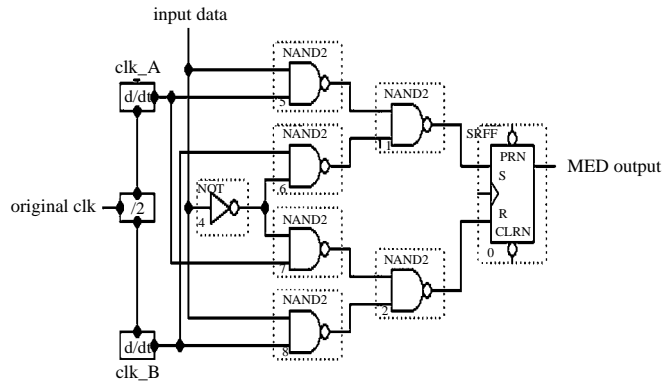 input data
NAND2
clk_A
d/dt
5
NAND2
1
NAND2
6
SRFF
PRN
S
R
CLRN
0
MED output
NOT
4
original clk
/2
NAND2
7
NAND2
2
NAND2
8
d/dt
clk_B